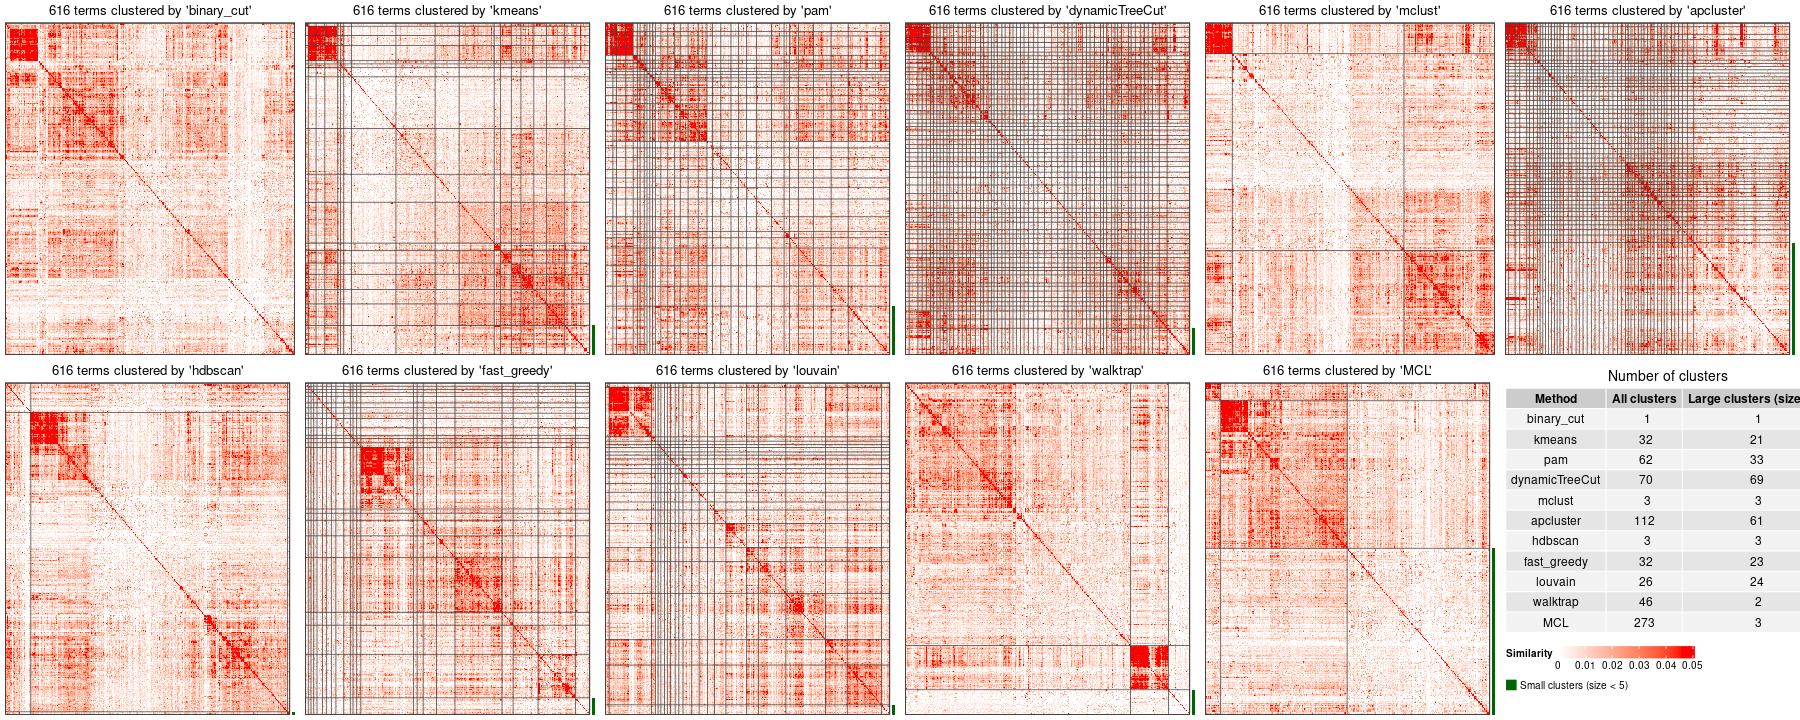 616 terms clustered by 'binary_cut'
616 terms clustered by 'kmeans'
616 terms clustered by 'pam'
616 terms clustered by 'dynamicTreeCut'
616 terms clustered by 'mclust'
616 terms clustered by 'apcluster'
616 terms clustered by 'hdbscan'
616 terms clustered by 'fast_greedy'
616 terms clustered by 'louvain'
616 terms clustered by 'walktrap'
616 terms clustered by 'MCL'
Number of clusters
Method All clusters Large clusters (size
binary_cut 1 1
kmeans 32 21
pam 62 33
dynamicTreeCut 70 69
mclust 3 3
apcluster 112 61
hdbscan 3 3
fast_greedy 32 23
louvain 26 24
walktrap 46 2
MCL 273 3
Similarity
0 0.01 0.02 0.03 0.04 0.05
Small clusters (size < 5)